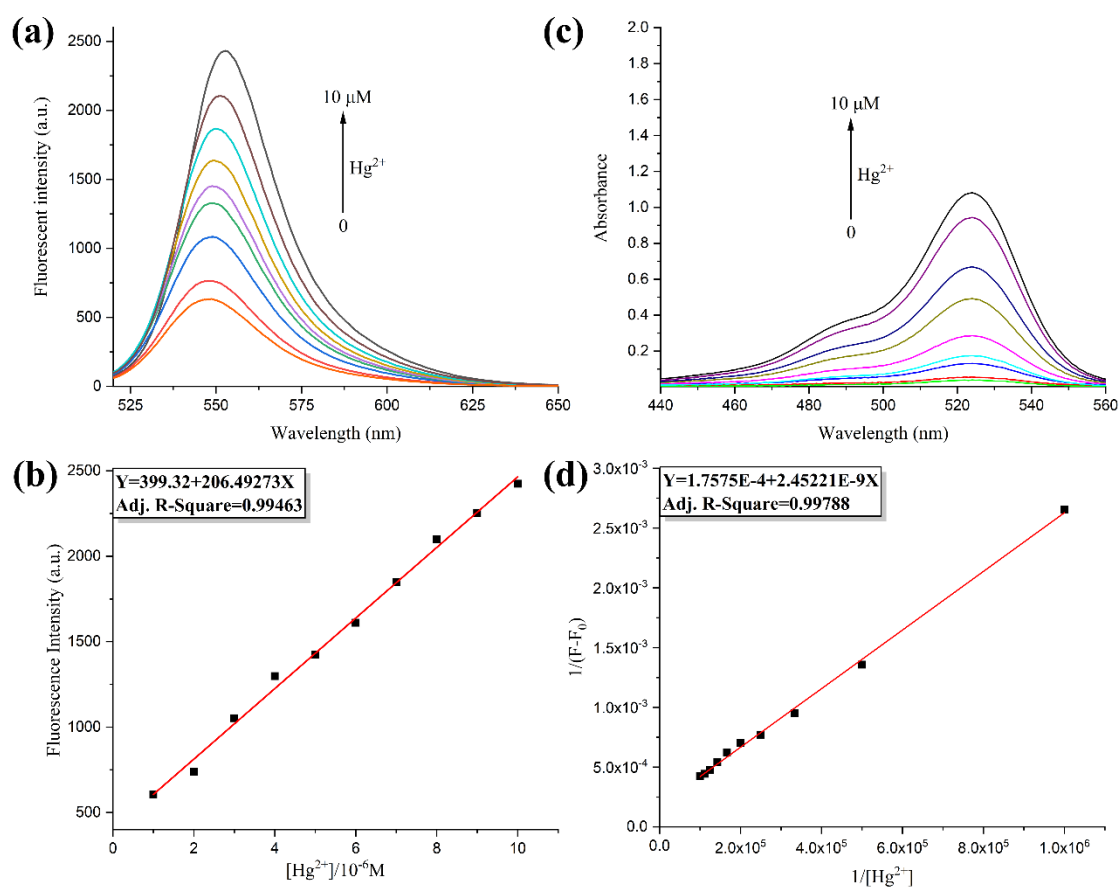 (a)
2500
2000
1500
1000
500
0
Fluorescent intensity (a.u.)
10 μM
Hg²⁺
0
525
550
575
600
625
650
Wavelength (nm)
(c)
2.0
1.8
1.6
1.4
1.2
1.0
0.8
0.6
0.4
0.2
Absorbance
10 μM
Hg²⁺
0
440
460
480
500
520
540
560
Wavelength (nm)
(b)
Y=399.32+206.49273X
Adj. R-Square=0.99463
2500
2000
1500
1000
500
Fluorescence Intensity (a.u.)
0
2
4
6
8
10
[Hg²⁺]/10⁻⁶M
(d)
Y=1.7575E-4+2.45221E-9X
Adj. R-Square=0.99788
3.0x10⁻³
2.5x10⁻³
2.0x10⁻³
1.5x10⁻³
1.0x10⁻³
5.0x10⁻⁴
0.0
1/(F-F₀)
2.0x10⁵
4.0x10⁵
6.0x10⁵
8.0x10⁵
1.0x10⁶
1/[Hg²⁺]